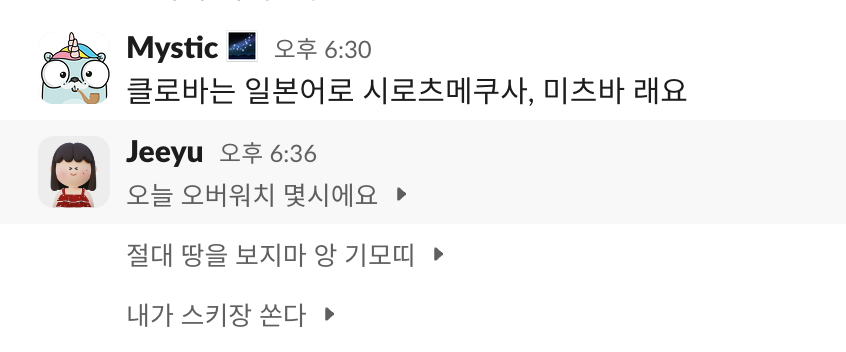 Mystic 오후 6:30
클로바는 일본어로 시로츠메쿠사, 미츠바 래요
Jeeyu 오후 6:36
오늘 오버워치 몇시에요
절대 땅을 보지마 앙 기모띠
내가 스키장 쏜다